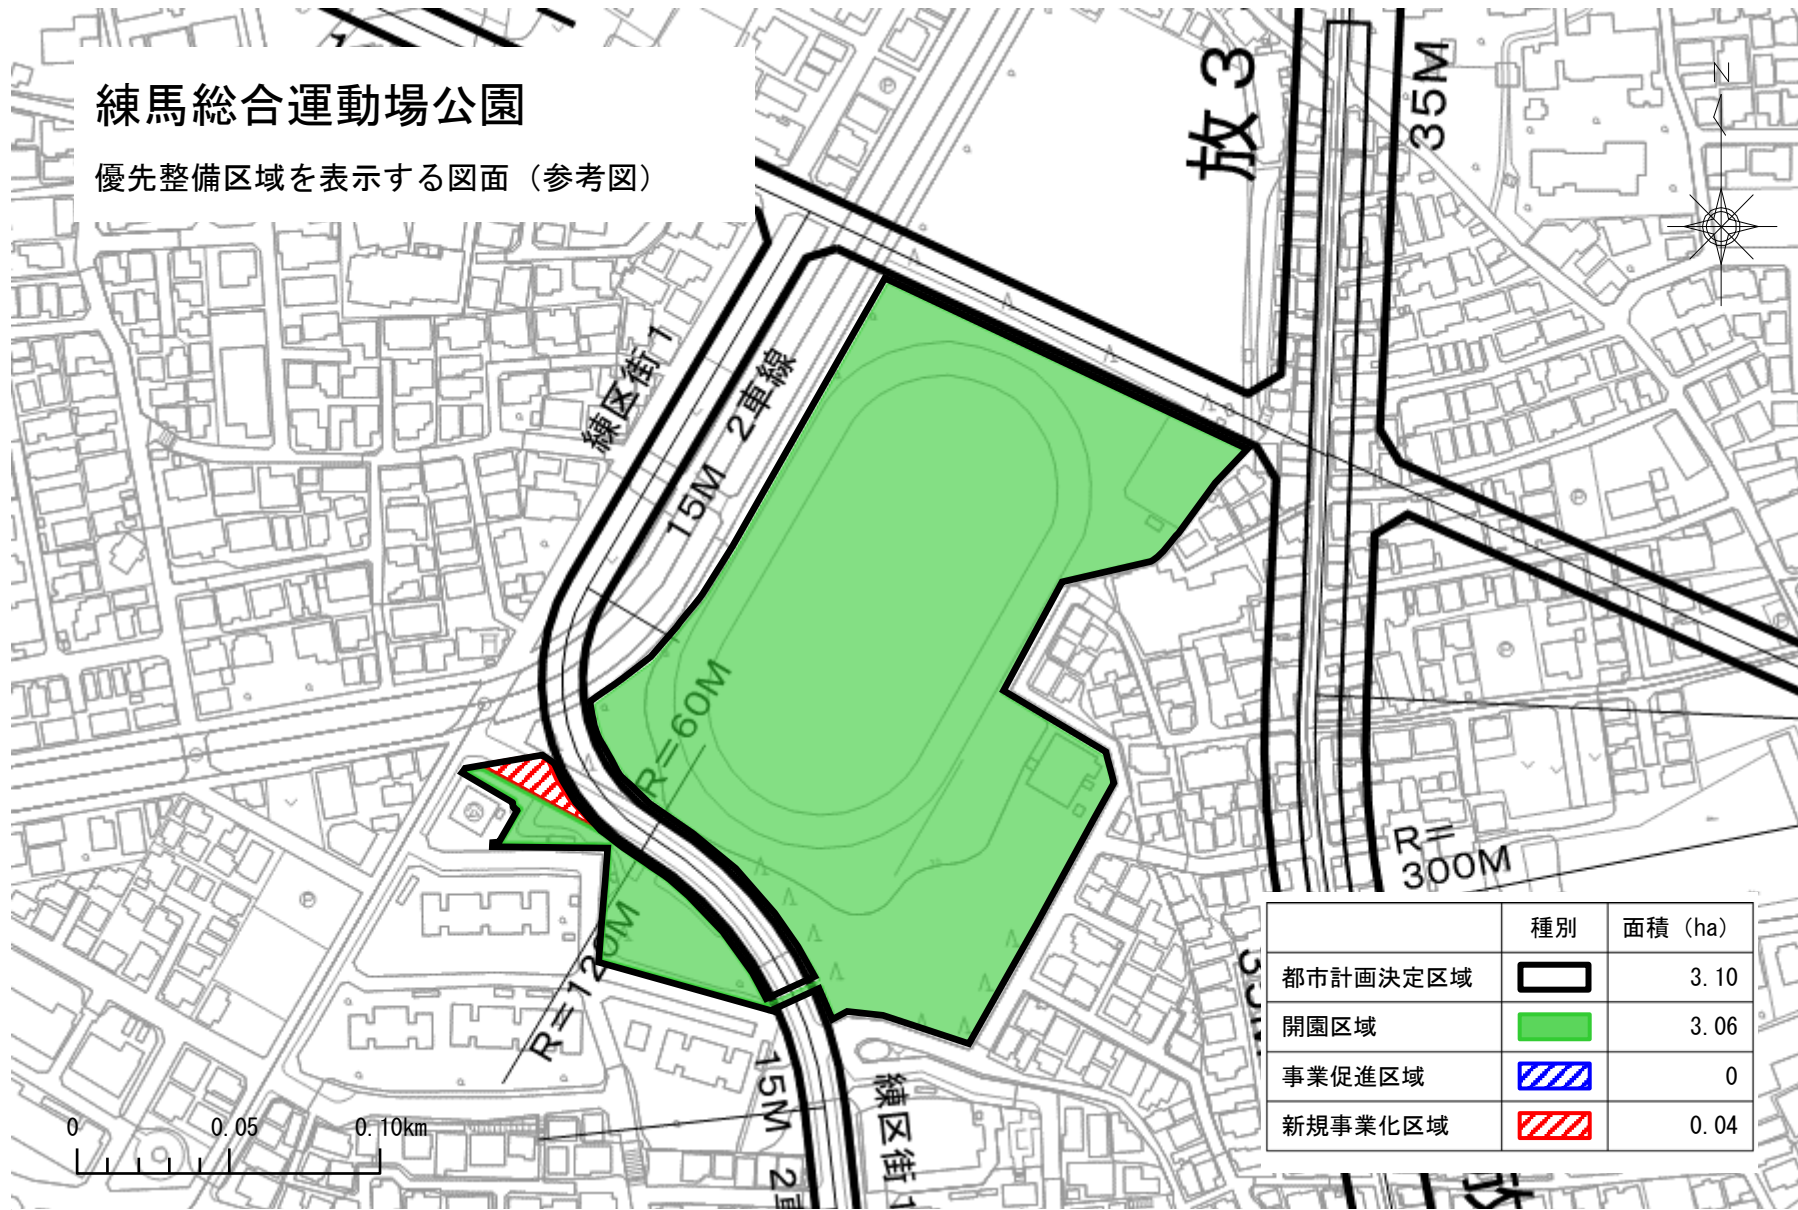 練馬総合運動場公園
優先整備区域を表示する図面（参考図）
放3
35M
N
練区街1
15M 2車線
R=60M
R=120M
R=
300M
15M
練区街1
0 0.05 0.10km
種別 面積（ha）
都市計画決定区域 3.10
開園区域 3.06
事業促進区域 0
新規事業化区域 0.04